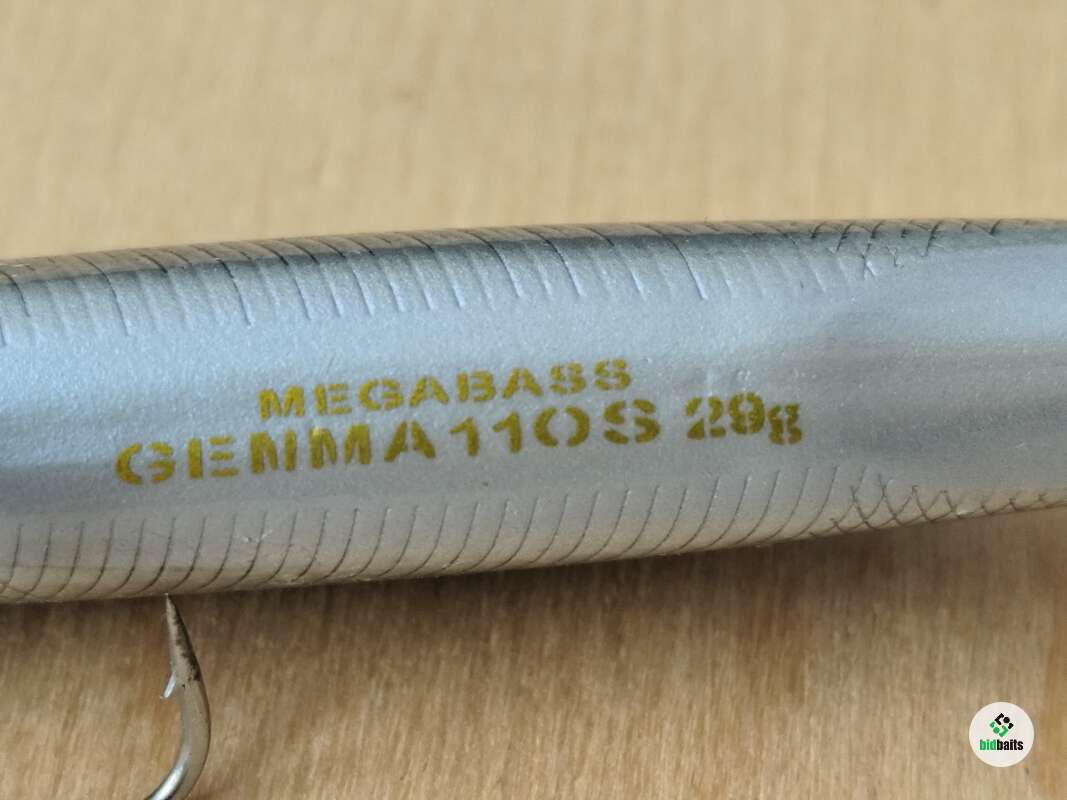 MEGABASS
GENMA110S 29g
bidbaits